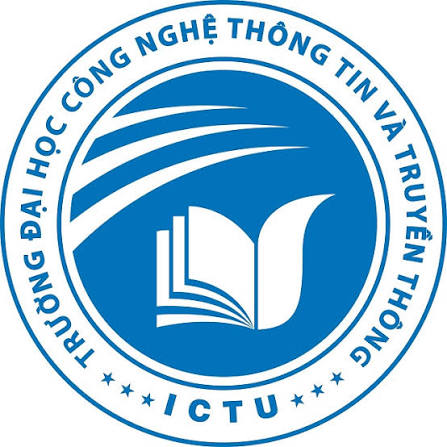 TRƯỜNG ĐẠI HỌC CÔNG NGHỆ THÔNG TIN VÀ TRUYỀN THÔNG
ICTU